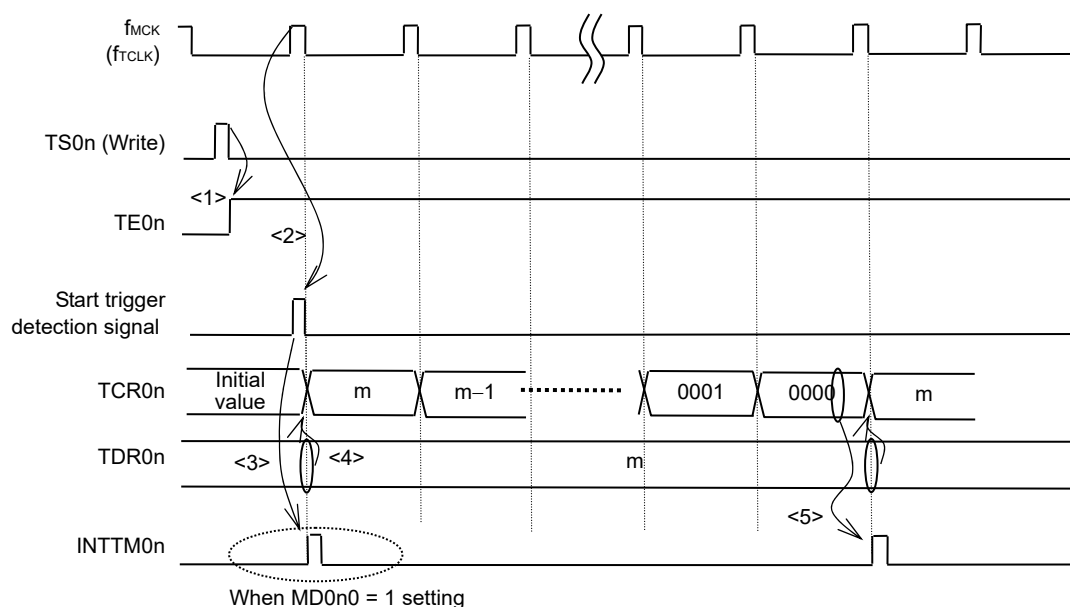 fMCK
(fTCLK)
TS0n (Write)
<1>
TE0n
<2>
Start trigger
detection signal
TCR0n
Initial
value
m
m−1
0001
0000
m
TDR0n
<3>
<4>
m
<5>
INTTM0n
When MD0n0 = 1 setting